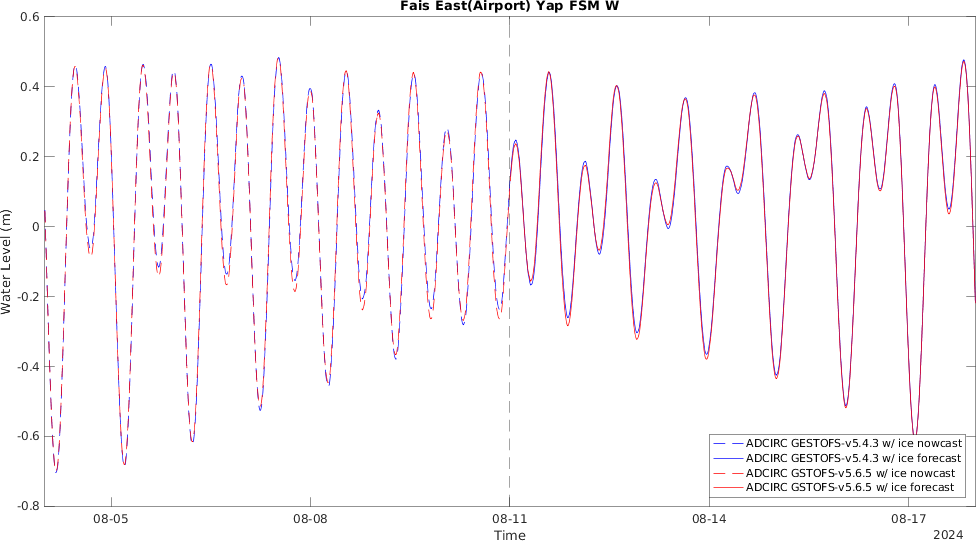 Fais East(Airport) Yap FSM W
0.6
0.4
0.2
0
-0.2
-0.4
-0.6
-0.8
Water Level (m)
ADCIRC GESTOFS-v5.4.3 w/ ice nowcast
ADCIRC GESTOFS-v5.4.3 w/ ice forecast
ADCIRC GSTOFS-v5.6.5 w/ ice nowcast
ADCIRC GSTOFS-v5.6.5 w/ ice forecast
08-05
08-08
08-11
08-14
08-17
Time
2024